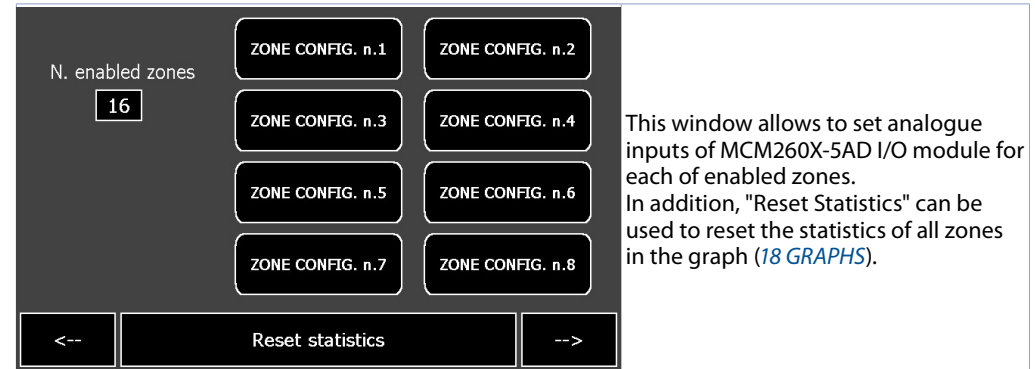 N. enabled zones
16
ZONE CONFIG. n.1
ZONE CONFIG. n.2
ZONE CONFIG. n.3
ZONE CONFIG. n.4
ZONE CONFIG. n.5
ZONE CONFIG. n.6
ZONE CONFIG. n.7
ZONE CONFIG. n.8
<--
Reset statistics
-->
This window allows to set analogue
inputs of MCM260X-5AD I/O module for
each of enabled zones.
In addition, "Reset Statistics" can be
used to reset the statistics of all zones
in the graph (18 GRAPHS).